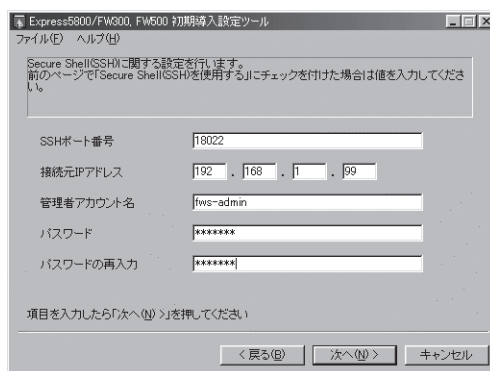 Express5800/FW300, FW500 初期導入設定ツール
ファイル(F) ヘルプ(H)
Secure Shell(SSH)に関する設定を行います。
前のページで「Secure Shell(SSH)を使用する」にチェックを付けた場合は値を入力してくださ
い。
SSHポート番号 18022
接続元IPアドレス 192 . 168 . 1 . 99
管理者アカウント名 fws-admin
パスワード *******
パスワードの再入力 *******
項目を入力したら「次へ(N) >」を押してください
< 戻る(B) 次へ(N) > キャンセル